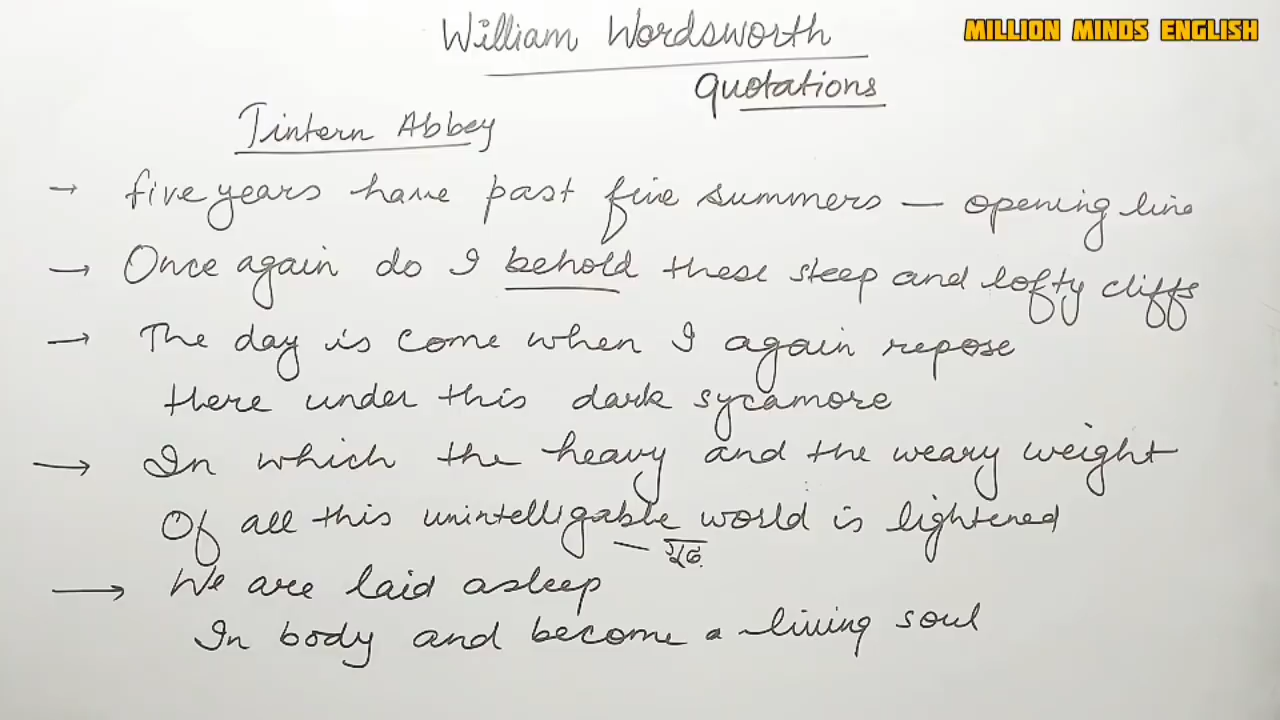 William Wordsworth
MILLION MINDS ENGLISH
Quotations
Tintern Abbey
→ five years have past five summers — opening line
→ Once again do I behold these steep and lofty cliffs
→ The day is come when I again repose
there under this dark sycamore
→ In which the heavy and the weary weight
Of all this unintelligable world is lightened
— गूढ़
→ We are laid asleep
In body and become a living soul